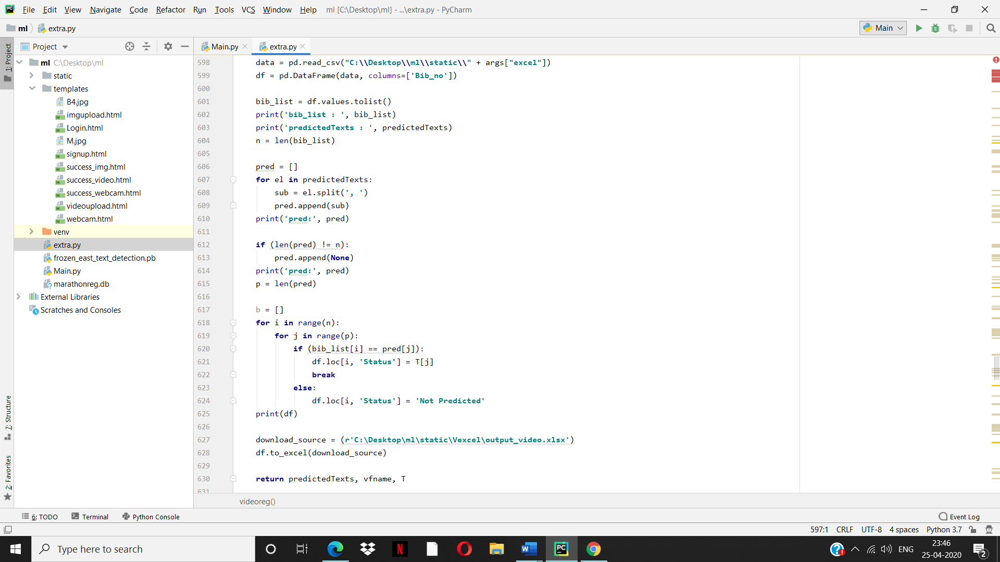 File Edit View Navigate Code Refactor Run Tools VCS Window Help ml [C:\Desktop\ml] - ...\extra.py - PyCharm
ml extra.py Main
Project Main.py extra.py
1: Project
ml C:\Desktop\ml
static
templates
B4.jpg
imgupload.html
Login.html
M.jpg
signup.html
success_img.html
success_video.html
success_webcam.html
videoupload.html
webcam.html
venv
extra.py
frozen_east_text_detection.pb
Main.py
marathonreg.db
External Libraries
Scratches and Consoles
7: Structure
2: Favorites
598 data = pd.read_csv("C:\\Desktop\\ml\\static\\" + args["excel"])
599 df = pd.DataFrame(data, columns=['Bib_no'])
600
601 bib_list = df.values.tolist()
602 print('bib_list : ', bib_list)
603 print('predictedTexts : ', predictedTexts)
604 n = len(bib_list)
605
606 pred = []
607 for el in predictedTexts:
608 sub = el.split(', ')
609 pred.append(sub)
610 print('pred:', pred)
611
612 if (len(pred) != n):
613 pred.append(None)
614 print('pred:', pred)
615 p = len(pred)
616
617 b = []
618 for i in range(n):
619 for j in range(p):
620 if (bib_list[i] == pred[j]):
621 df.loc[i, 'Status'] = T[j]
622 break
623 else:
624 df.loc[i, 'Status'] = 'Not Predicted'
625 print(df)
626
627 download_source = (r'C:\Desktop\ml\static\Vexcel\output_video.xlsx')
628 df.to_excel(download_source)
629
630 return predictedTexts, vfname, T
631
videoreg()
6: TODO Terminal Python Console Event Log
597:1 CRLF UTF-8 4 spaces Python 3.7
Type here to search
ENG
23:46
25-04-2020
2